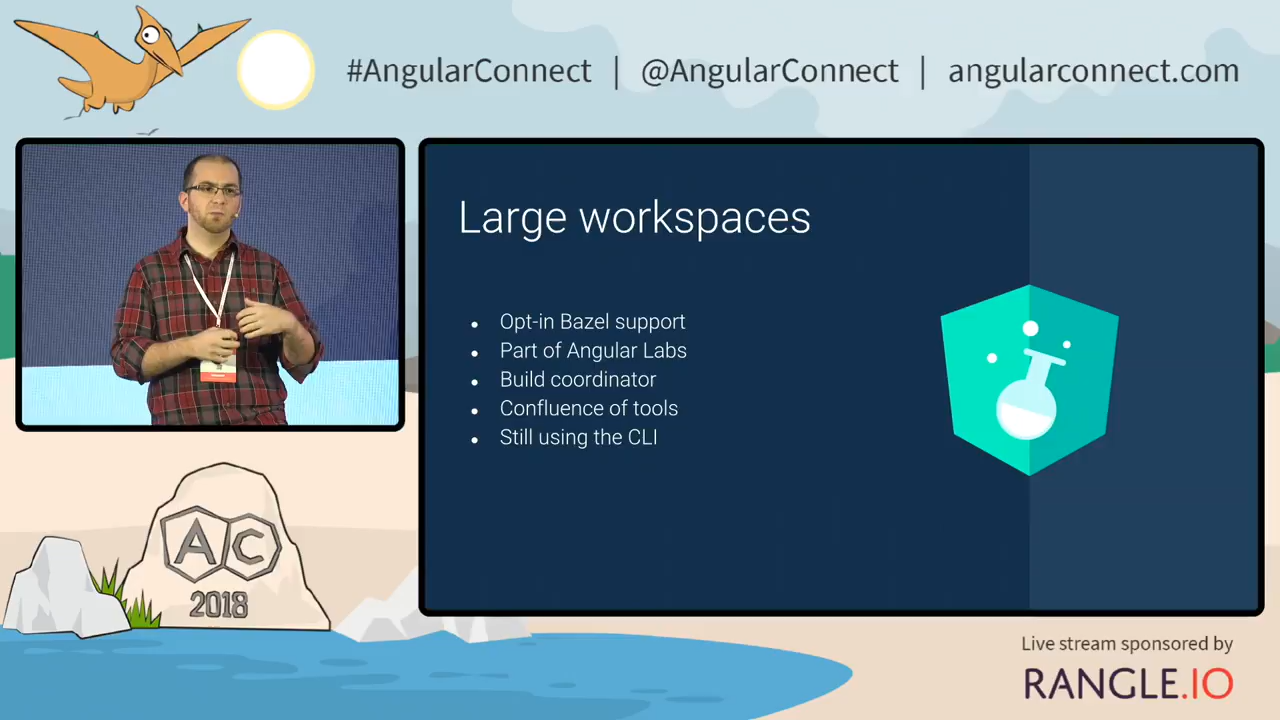 #AngularConnect | @AngularConnect | angularconnect.com
Large workspaces
• Opt-in Bazel support
• Part of Angular Labs
• Build coordinator
• Confluence of tools
• Still using the CLI
AC
2018
Live stream sponsored by
RANGLE.IO